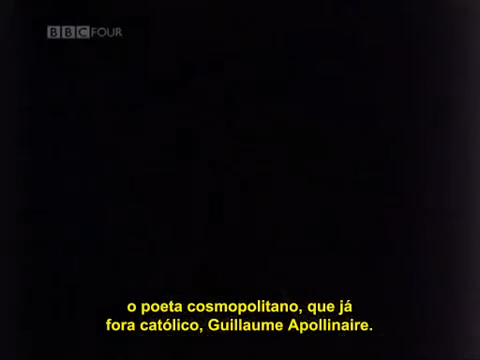 BBC FOUR
o poeta cosmopolitano, que já
fora católico, Guillaume Apollinaire.